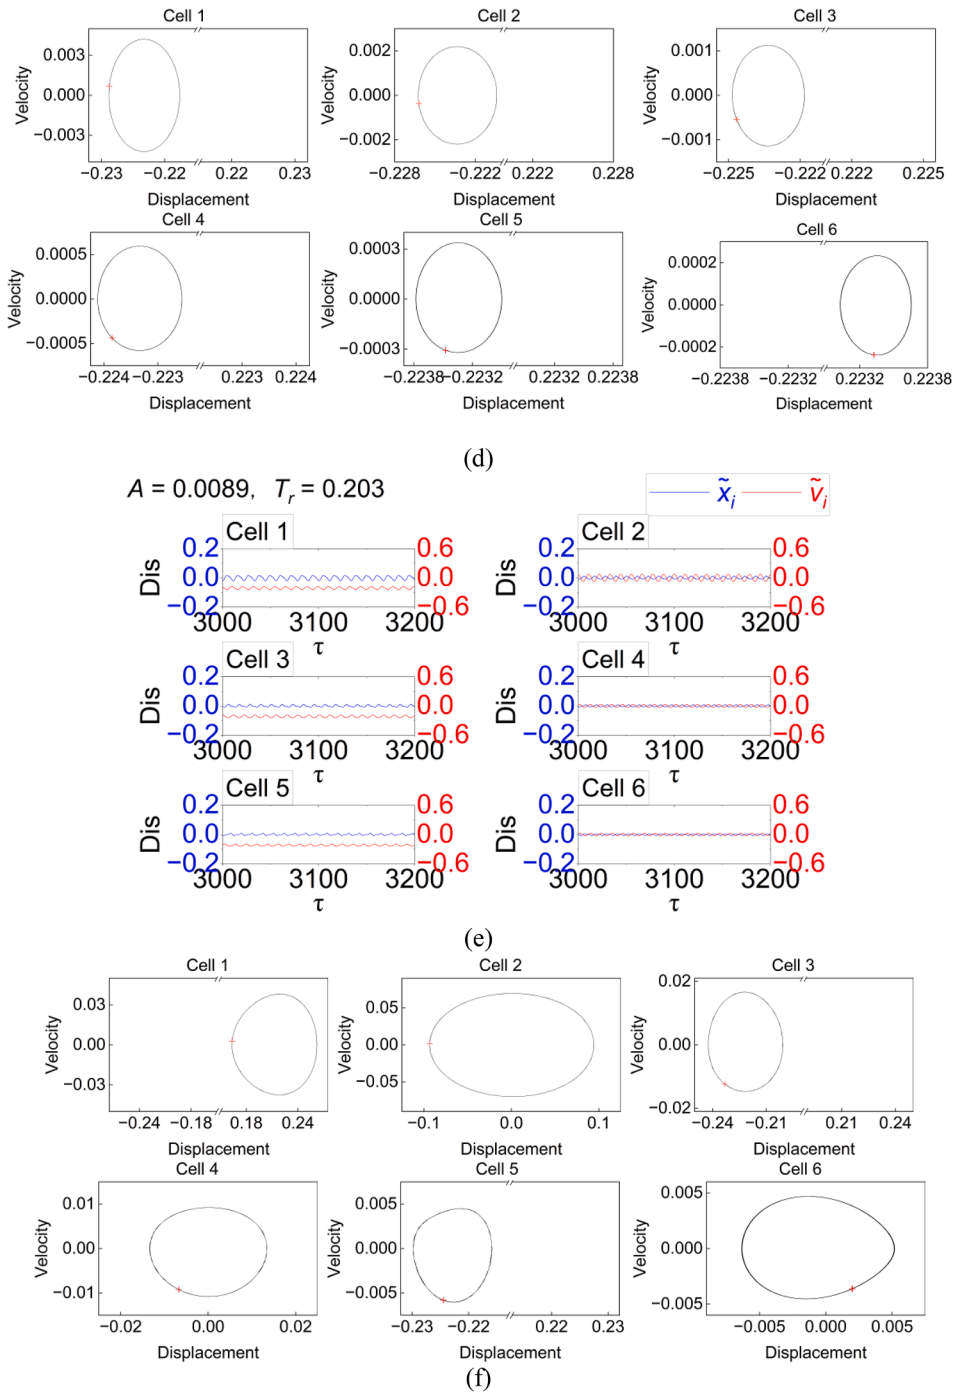 Cell 1 Cell 2 Cell 3
0.003 0.002 0.001
0.000 0.000 0.000
−0.003 −0.002 −0.001
Velocity Velocity Velocity
−0.23 −0.22 0.22 0.23 −0.228 −0.222 0.222 0.228 −0.225 −0.222 0.222 0.225
Displacement Displacement Displacement
Cell 4 Cell 5 Cell 6
0.0005 0.0003 0.0002
0.0000 0.0000 0.0000
−0.0005 −0.0003 −0.0002
Velocity Velocity Velocity
−0.224 −0.223 0.223 0.224 −0.2238 −0.2232 0.2232 0.2238 −0.2238 −0.2232 0.2232 0.2238
Displacement Displacement Displacement
(d)
A = 0.0089, Tr = 0.203 x̃i ṽi
Cell 1 Cell 2
0.2 0.6 0.2 0.6
Dis 0.0 0.0 Dis 0.0 0.0
−0.2 −0.6 −0.2 −0.6
3000 3100 3200 3000 3100 3200
τ τ
Cell 3 Cell 4
0.2 0.6 0.2 0.6
Dis 0.0 0.0 Dis 0.0 0.0
−0.2 −0.6 −0.2 −0.6
3000 3100 3200 3000 3100 3200
τ τ
Cell 5 Cell 6
0.2 0.6 0.2 0.6
Dis 0.0 0.0 Dis 0.0 0.0
−0.2 −0.6 −0.2 −0.6
3000 3100 3200 3000 3100 3200
τ τ
(e)
Cell 1 Cell 2 Cell 3
0.03 0.05 0.02
0.00 0.00 0.00
−0.03 −0.05 −0.02
Velocity Velocity Velocity
−0.24 −0.18 0.18 0.24 −0.1 0.0 0.1 −0.24 −0.21 0.21 0.24
Displacement Displacement Displacement
Cell 4 Cell 5 Cell 6
0.01 0.005 0.005
0.00 0.000 0.000
−0.01 −0.005 −0.005
Velocity Velocity Velocity
−0.02 0.00 0.02 −0.23 −0.22 0.22 0.23 −0.005 0.000 0.005
Displacement Displacement Displacement
(f)